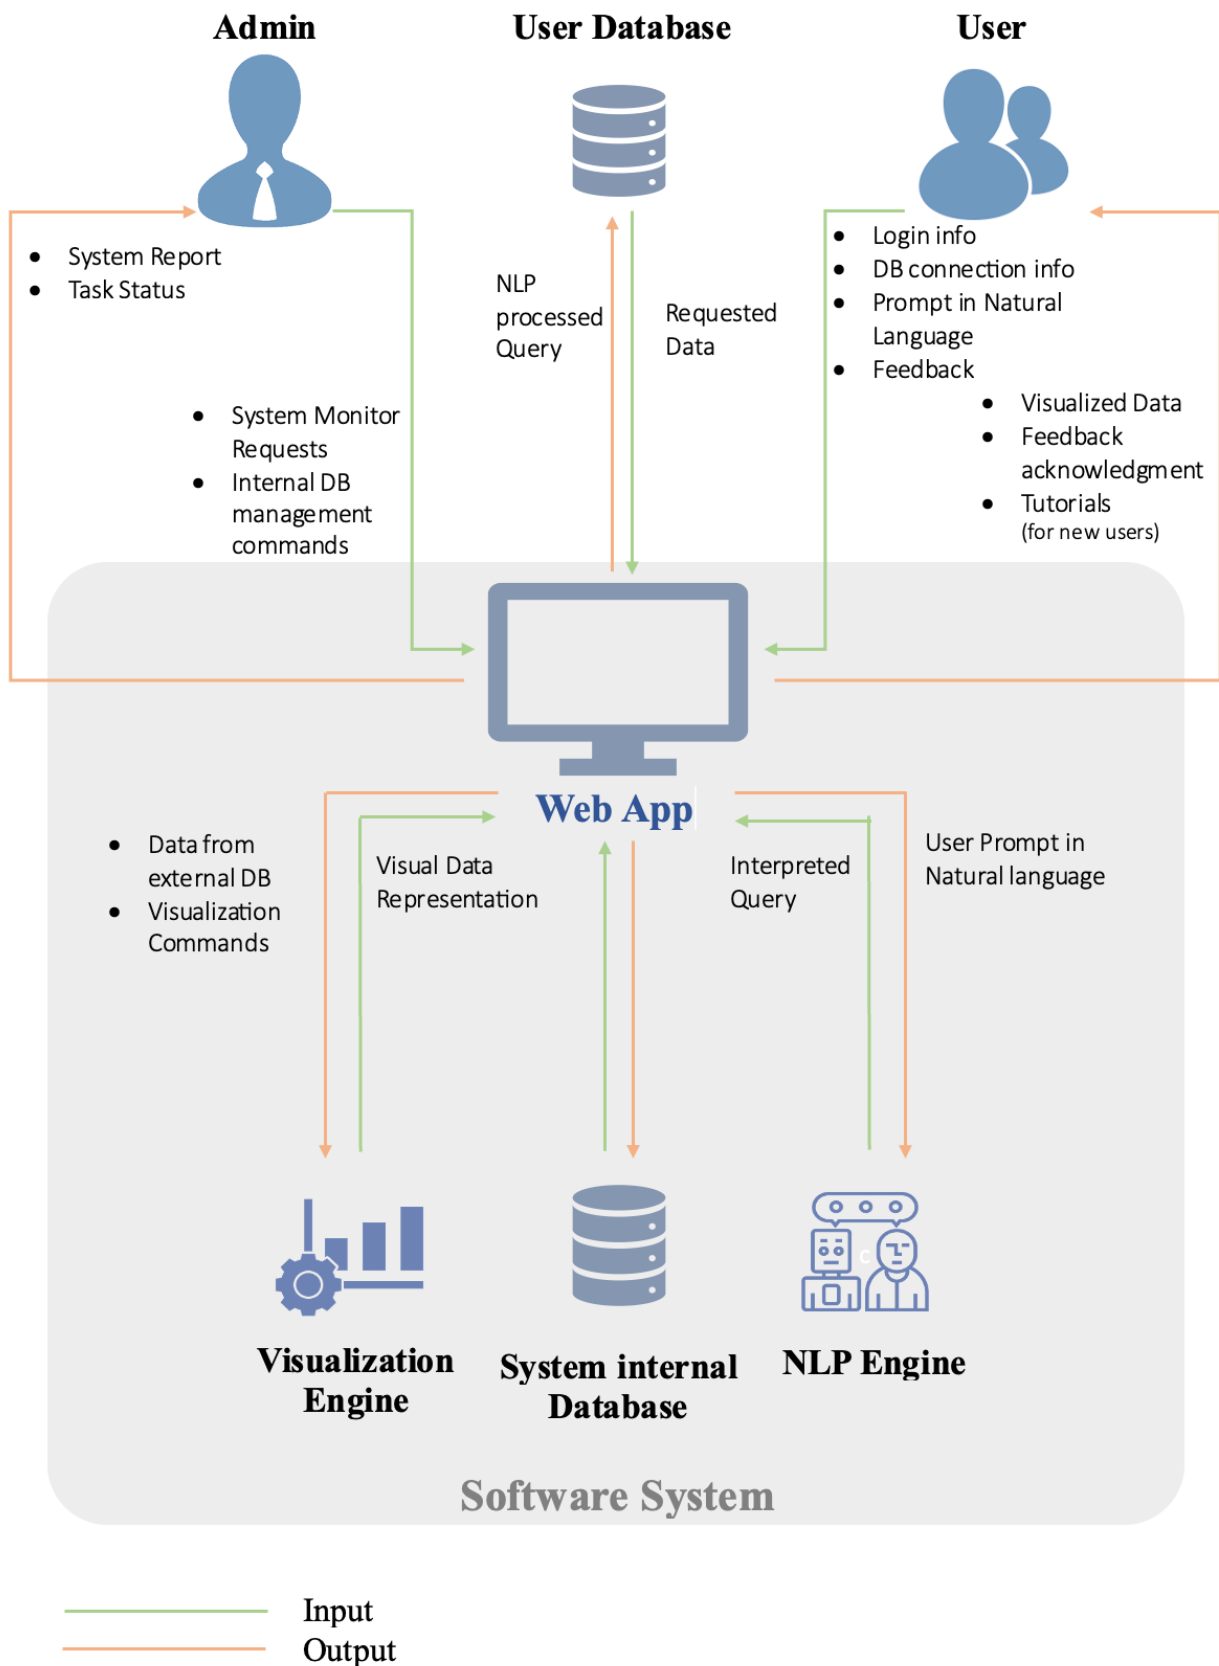 Admin
User Database
User
● System Report
● Task Status
● System Monitor
Requests
● Internal DB
management
commands
NLP
processed
Query
Requested
Data
● Login info
● DB connection info
● Prompt in Natural
Language
● Feedback
● Visualized Data
● Feedback
acknowledgment
● Tutorials
(for new users)
Web App
● Data from
external DB
● Visualization
Commands
Visual Data
Representation
Interpreted
Query
User Prompt in
Natural language
C
Visualization
Engine
System internal
Database
NLP Engine
Software System
Input
Output